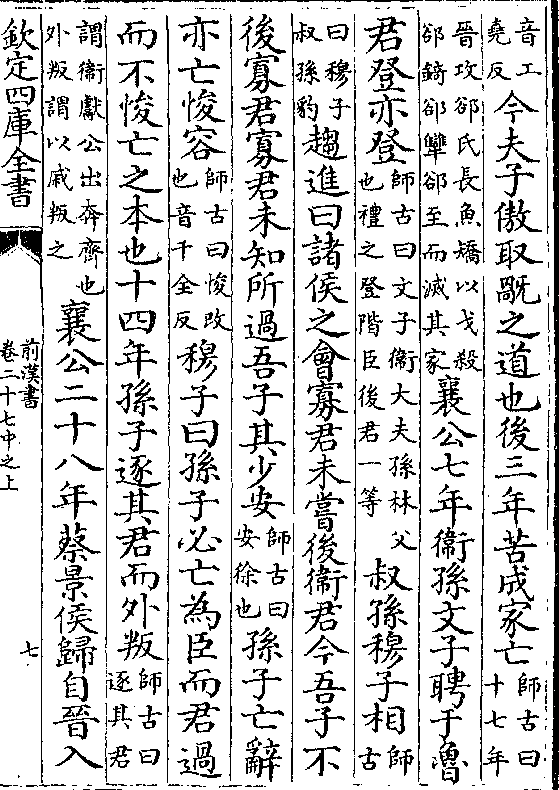 音工堯反今夫子傲取旤之道也後三年苦成家亡師古曰十七年
晉攻郤氏長魚矯以戈殺郤錡郤犨郤至而滅其家襄公七年衛孫文子聘于魯
君登亦登師古曰文子衛大夫孫林父也禮之登階臣後君一等叔孫穆子相師古
曰穆子叔孫豹趨進曰諸侯之會寡君未嘗後衛君今吾子不
後寡君寡君未知所過吾子其少安師古曰安徐也孫子亡辭
亦亡悛容師古曰悛改也音千全反穆子曰孫子必亡為臣而君過
而不悛亡之本也十四年孫子逐其君而外叛師古曰逐其君
謂衛獻公出奔齊也外叛謂以戚叛之襄公二十八年蔡景侯歸自晉入
欽定四庫全書
前漢書
卷二十七中之上
七